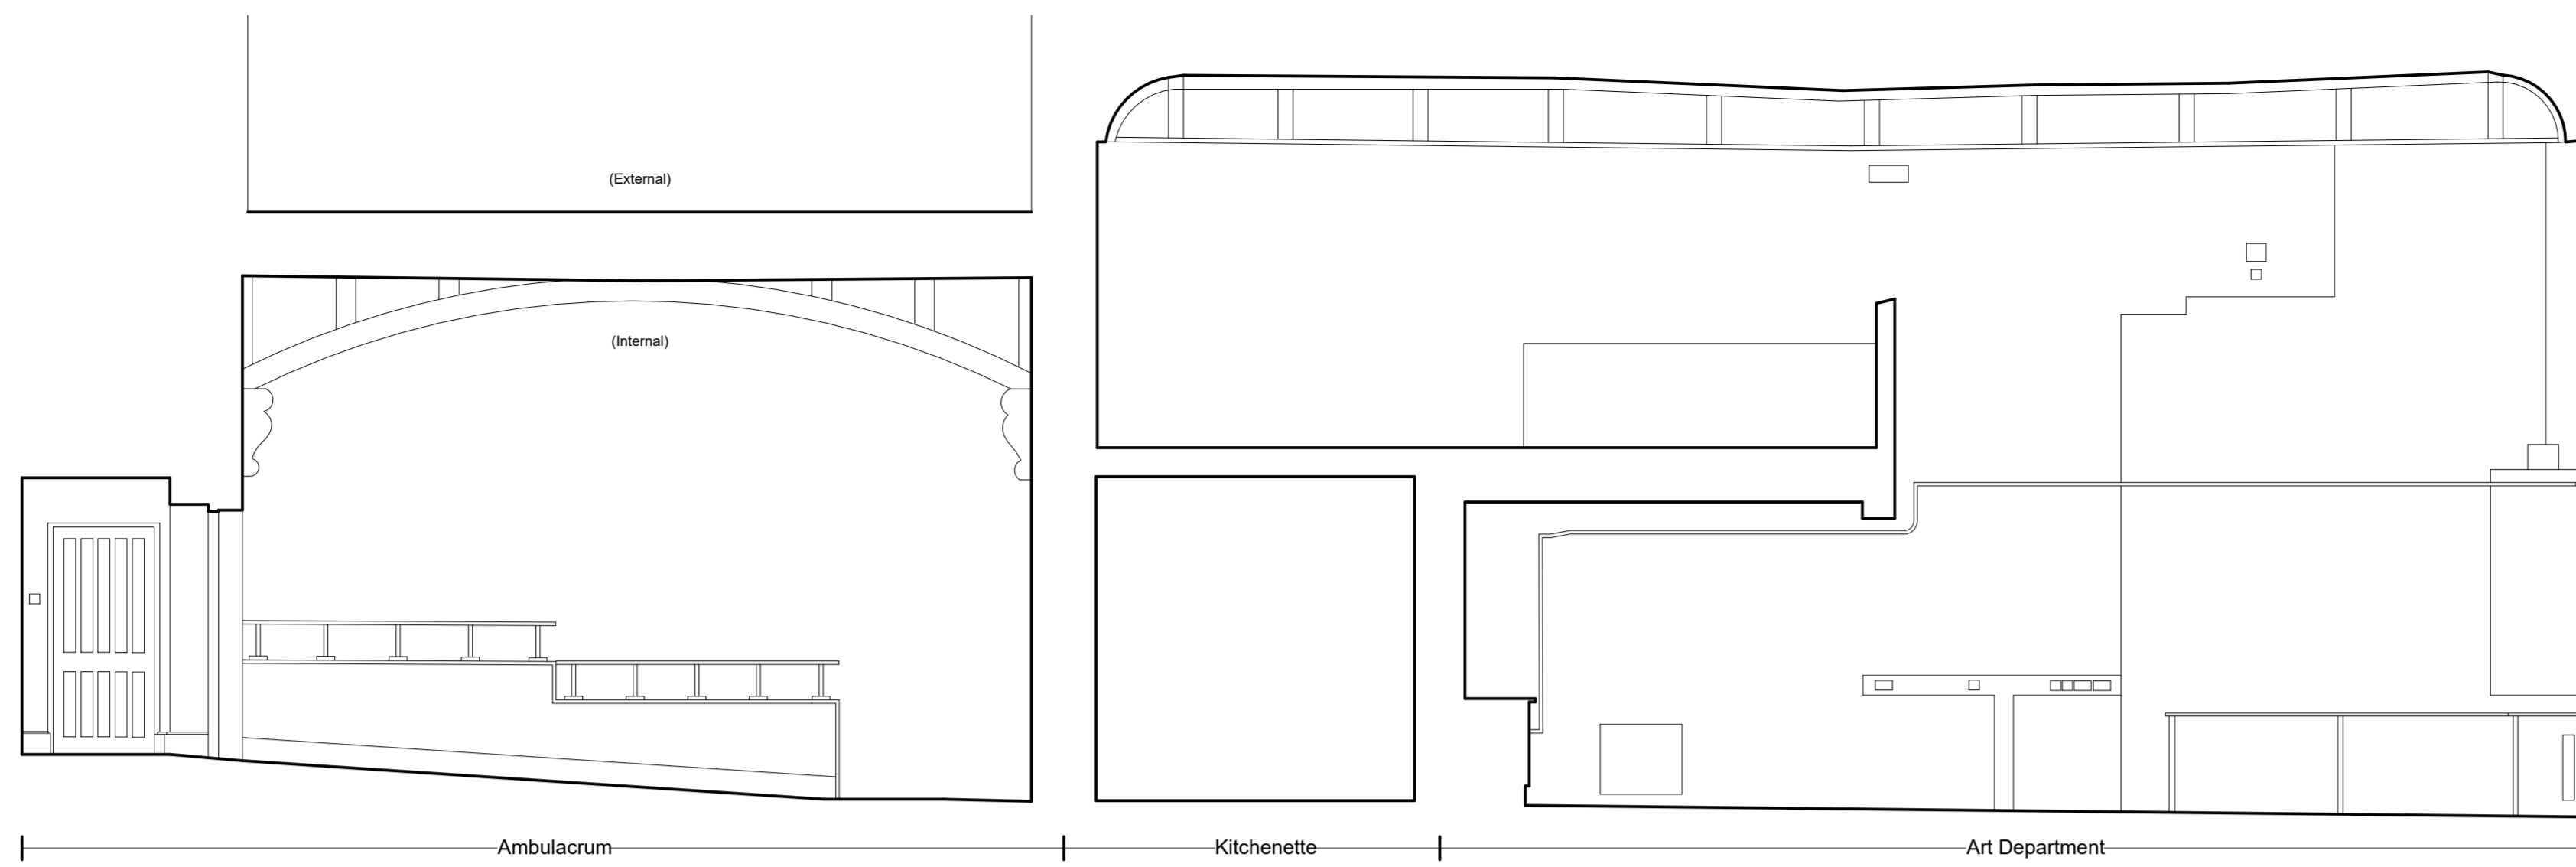 (External)
(Internal)
Ambulacrum
Kitchenette
Art Department